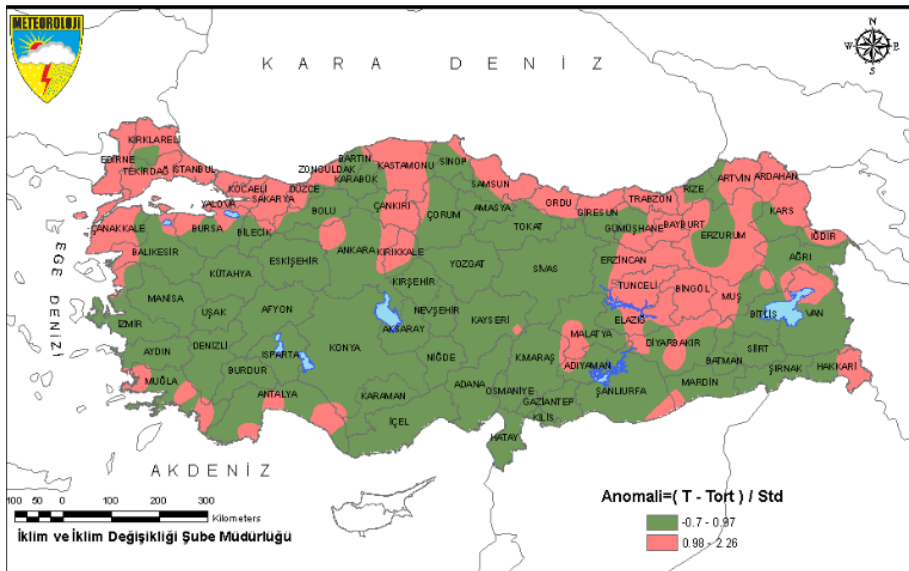 METEOROLOJİ
KARA DENİZ
N
W
E
S
KIRKLARELİ
EDİRNE
TEKİRDAĞ
İSTANBUL
KOCAELİ
YALOVA
SAKARYA
DÜZCE
ZONGULDAK
BARTIN
KARABÜK
KASTAMONU
SİNOP
SAMSUN
ORDU
GİRESUN
TRABZON
RİZE
ARTVİN
ARDAHAN
KARS
IĞDIR
AĞRI
ERZURUM
BAYBURT
GÜMÜŞHANE
ERZİNCAN
ÇANAKKALE
BALIKESİR
BURSA
BİLECİK
BOLU
ÇANKIRI
ÇORUM
AMASYA
TOKAT
SİVAS
ANKARA
KIRIKKALE
ESKİŞEHİR
KÜTAHYA
KIRŞEHİR
YOZGAT
TUNCELİ
BİNGÖL
MUŞ
BİTLİS
VAN
EGE DENİZİ
MANİSA
UŞAK
AFYON
İZMİR
AYDIN
DENİZLİ
ISPARTA
BURDUR
KONYA
AKSARAY
NEVŞEHİR
KAYSERİ
NİĞDE
MALATYA
ELAZIĞ
DİYARBAKIR
SİİRT
BATMAN
ŞIRNAK
HAKKARİ
MARDİN
ŞANLIURFA
ADIYAMAN
K.MARAŞ
MUĞLA
ANTALYA
KARAMAN
İÇEL
ADANA
OSMANİYE
GAZİANTEP
KİLİS
HATAY
AKDENİZ
100 50 0 100 200 300
Kilometers
İklim ve İklim Değişikliği Şube Müdürlüğü
Anomali=( T - Tort ) / Std
-0.7 - 0.97
0.98 - 2.26